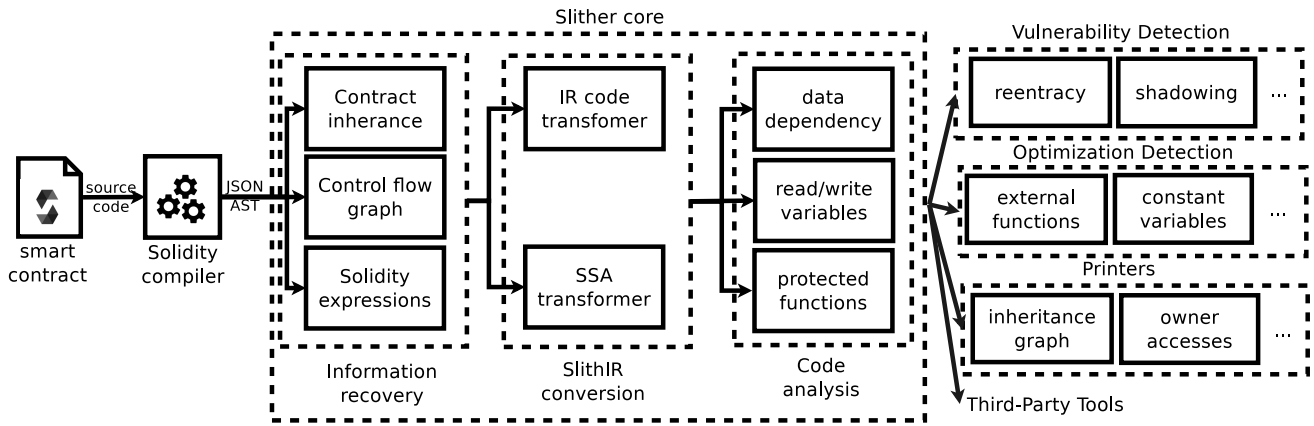 Slither core
smart
contract
source
code
Solidity
compiler
JSON
AST
Contract
inherance
Control flow
graph
Solidity
expressions
Information
recovery
IR code
transfomer
SSA
transformer
SlithIR
conversion
data
dependency
read/write
variables
protected
functions
Code
analysis
Vulnerability Detection
reentracy
shadowing
...
Optimization Detection
external
functions
constant
variables
...
Printers
inheritance
graph
owner
accesses
...
Third-Party Tools